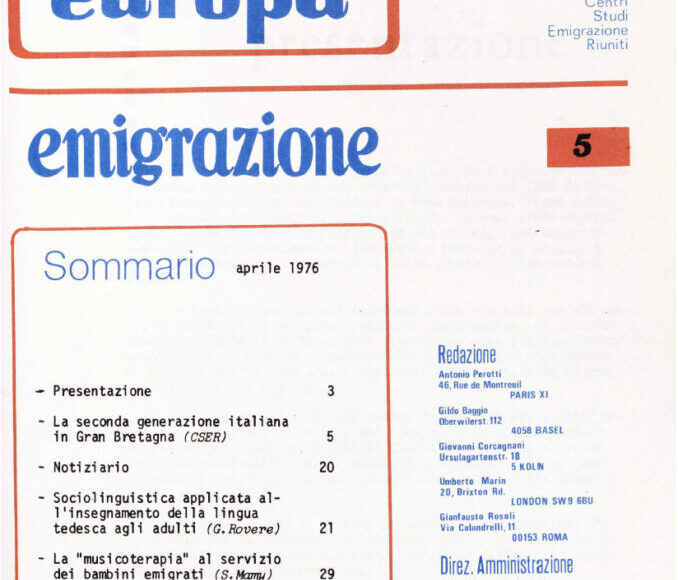 europa
Centri
Studi
Emigrazione
Riuniti
emigrazione
5
Sommario aprile 1976
- Presentazione 3
- La seconda generazione italiana
in Gran Bretagna (CSER) 5
- Notiziario 20
- Sociolinguistica applicata al-
l'insegnamento della lingua
tedesca agli adulti (G.Rovere) 21
- La "musicoterapia" al servizio
dei bambini emigrati (S.Mamy) 29
Redazione
Antonio Perotti
46, Rue de Montreuil
PARIS XI
Gildo Baggio
Oberwilerst. 112
4058 BASEL
Giovanni Corcagnani
Ursulagartenstr. 18
5 KOLN
Umberto Marin
20, Brixton Rd.
LONDON SW9 6BU
Gianfausto Rosoli
Via Calandrelli, 11
00153 ROMA
Direz. Amministrazione